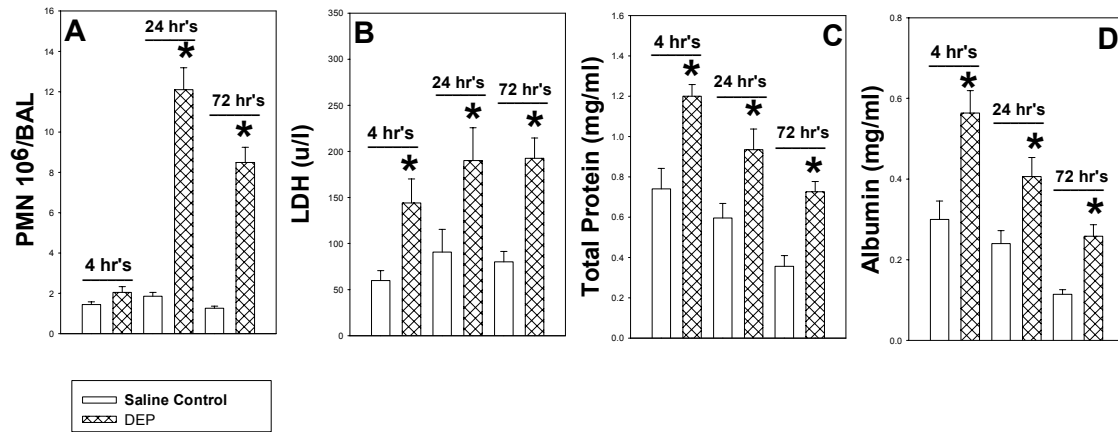 A
24 hr's
*
72 hr's
*
4 hr's
PMN 10⁶/BAL
16
14
12
10
8
6
4
2
0
B
24 hr's
72 hr's
4 hr's
*
*
*
LDH (u/l)
350
300
250
200
150
100
50
0
C
4 hr's
*
24 hr's
*
72 hr's
*
Total Protein (mg/ml)
1.6
1.4
1.2
1.0
0.8
0.6
0.4
0.2
0.0
D
4 hr's
*
24 hr's
*
72 hr's
*
Albumin (mg/ml)
0.8
0.6
0.4
0.2
0.0
Saline Control
DEP